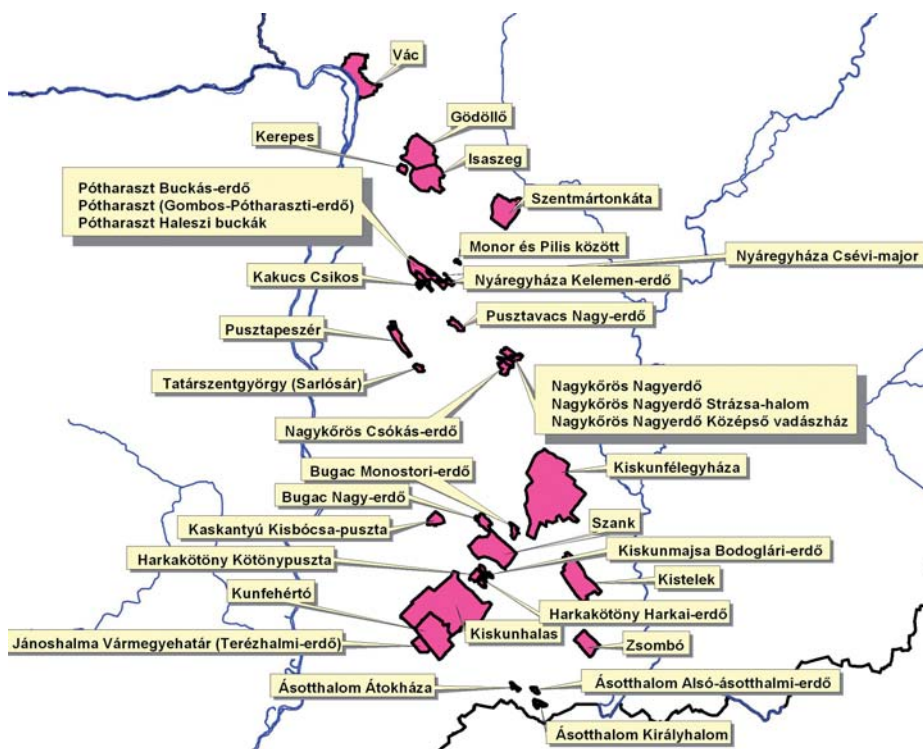 Vác
Gödöllő
Kerepes
Isaszeg
Pótharaszt Buckás-erdő
Pótharaszt (Gombos-Pótharaszti-erdő)
Pótharaszt Haleszi buckák
Szentmártonkáta
Monor és Pilis között
Nyáregyháza Csévi-major
Kakucs Csikos
Nyáregyháza Kelemen-erdő
Pusztavacs Nagy-erdő
Pusztapeszér
Tatárszentgyörgy (Sarlósár)
Nagykőrös Nagyerdő
Nagykőrös Nagyerdő Strázsa-halom
Nagykőrös Nagyerdő Középső vadászház
Nagykőrös Csókás-erdő
Bugac Monostori-erdő
Kiskunfélegyháza
Bugac Nagy-erdő
Kaskantyú Kisbócsa-puszta
Szank
Kiskunmajsa Bodoglári-erdő
Harkakötöny Kötönypuszta
Kistelek
Kunfehértó
Harkakötöny Harkai-erdő
Kiskunhalas
Jánoshalma Vármegyehatár (Terézhalmi-erdő)
Zsombó
Ásotthalom Átokháza
Ásotthalom Alsó-ásotthalmi-erdő
Ásotthalom Királyhalom